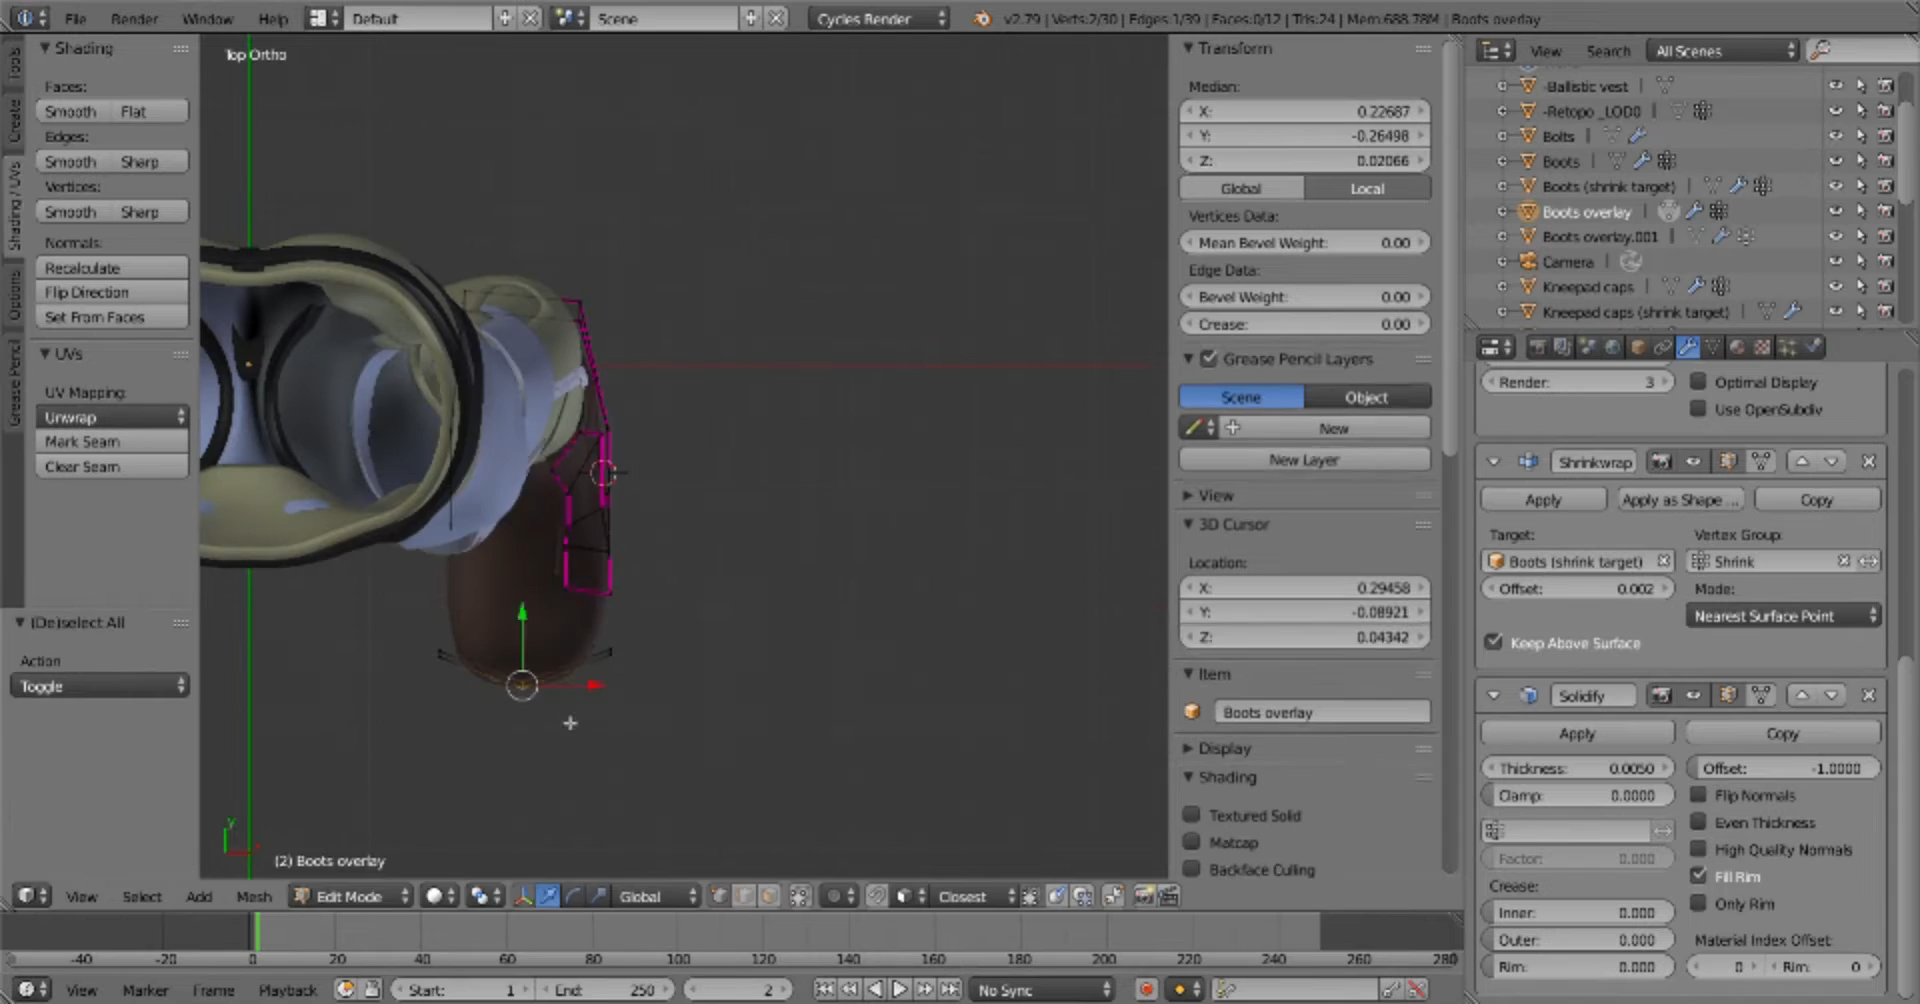 File Render Window Help Default Scene Cycles Render v2.79 | Verts:2/30 | Edges:1/39 | Faces:0/12 | Tris:24 | Mem:688.78M | Boots overlay
Tools
Create
Shading / UVs
Options
Grease Pencil
Shading
Faces:
Smooth Flat
Edges:
Smooth Sharp
Vertices:
Smooth Sharp
Normals:
Recalculate
Flip Direction
Set From Faces
UVs
UV Mapping:
Unwrap
Mark Seam
Clear Seam
(De)select All
Action
Toggle
Top Ortho
Y
(2) Boots overlay
Transform
Median:
X: 0.22687
Y: -0.26498
Z: 0.02066
Global Local
Vertices Data:
Mean Bevel Weight: 0.00
Edge Data:
Bevel Weight: 0.00
Crease: 0.00
Grease Pencil Layers
Scene Object
New
New Layer
View
3D Cursor
Location:
X: 0.29458
Y: -0.08921
Z: 0.04342
Item
Boots overlay
Display
Shading
Textured Solid
Matcap
Backface Culling
View Search All Scenes
-Ballistic vest
-Retopo _LOD0
Bolts
Boots
Boots (shrink target)
Boots overlay
Boots overlay.001
Camera
Kneepad caps
Kneepad caps (shrink target)
Render: 3 Optimal Display
Use OpenSubdiv
Shrinkwrap
Apply Apply as Shape ... Copy
Target: Vertex Group:
Boots (shrink target) Shrink
Offset: 0.002 Mode:
Nearest Surface Point
Keep Above Surface
Solidify
Apply Copy
Thickness: 0.0050 Offset: -1.0000
Clamp: 0.0000 Flip Normals
Even Thickness
Factor: 0.000 High Quality Normals
Crease: Fill Rim
Inner: 0.000 Only Rim
Outer: 0.000 Material Index Offset:
Rim: 0.000 0 Rim: 0
View Select Add Mesh Edit Mode Global Closest
-40 -20 0 20 40 60 80 100 120 140 160 180 200 220 240 260 280
View Marker Frame Playback Start: 1 End: 250 2 No Sync